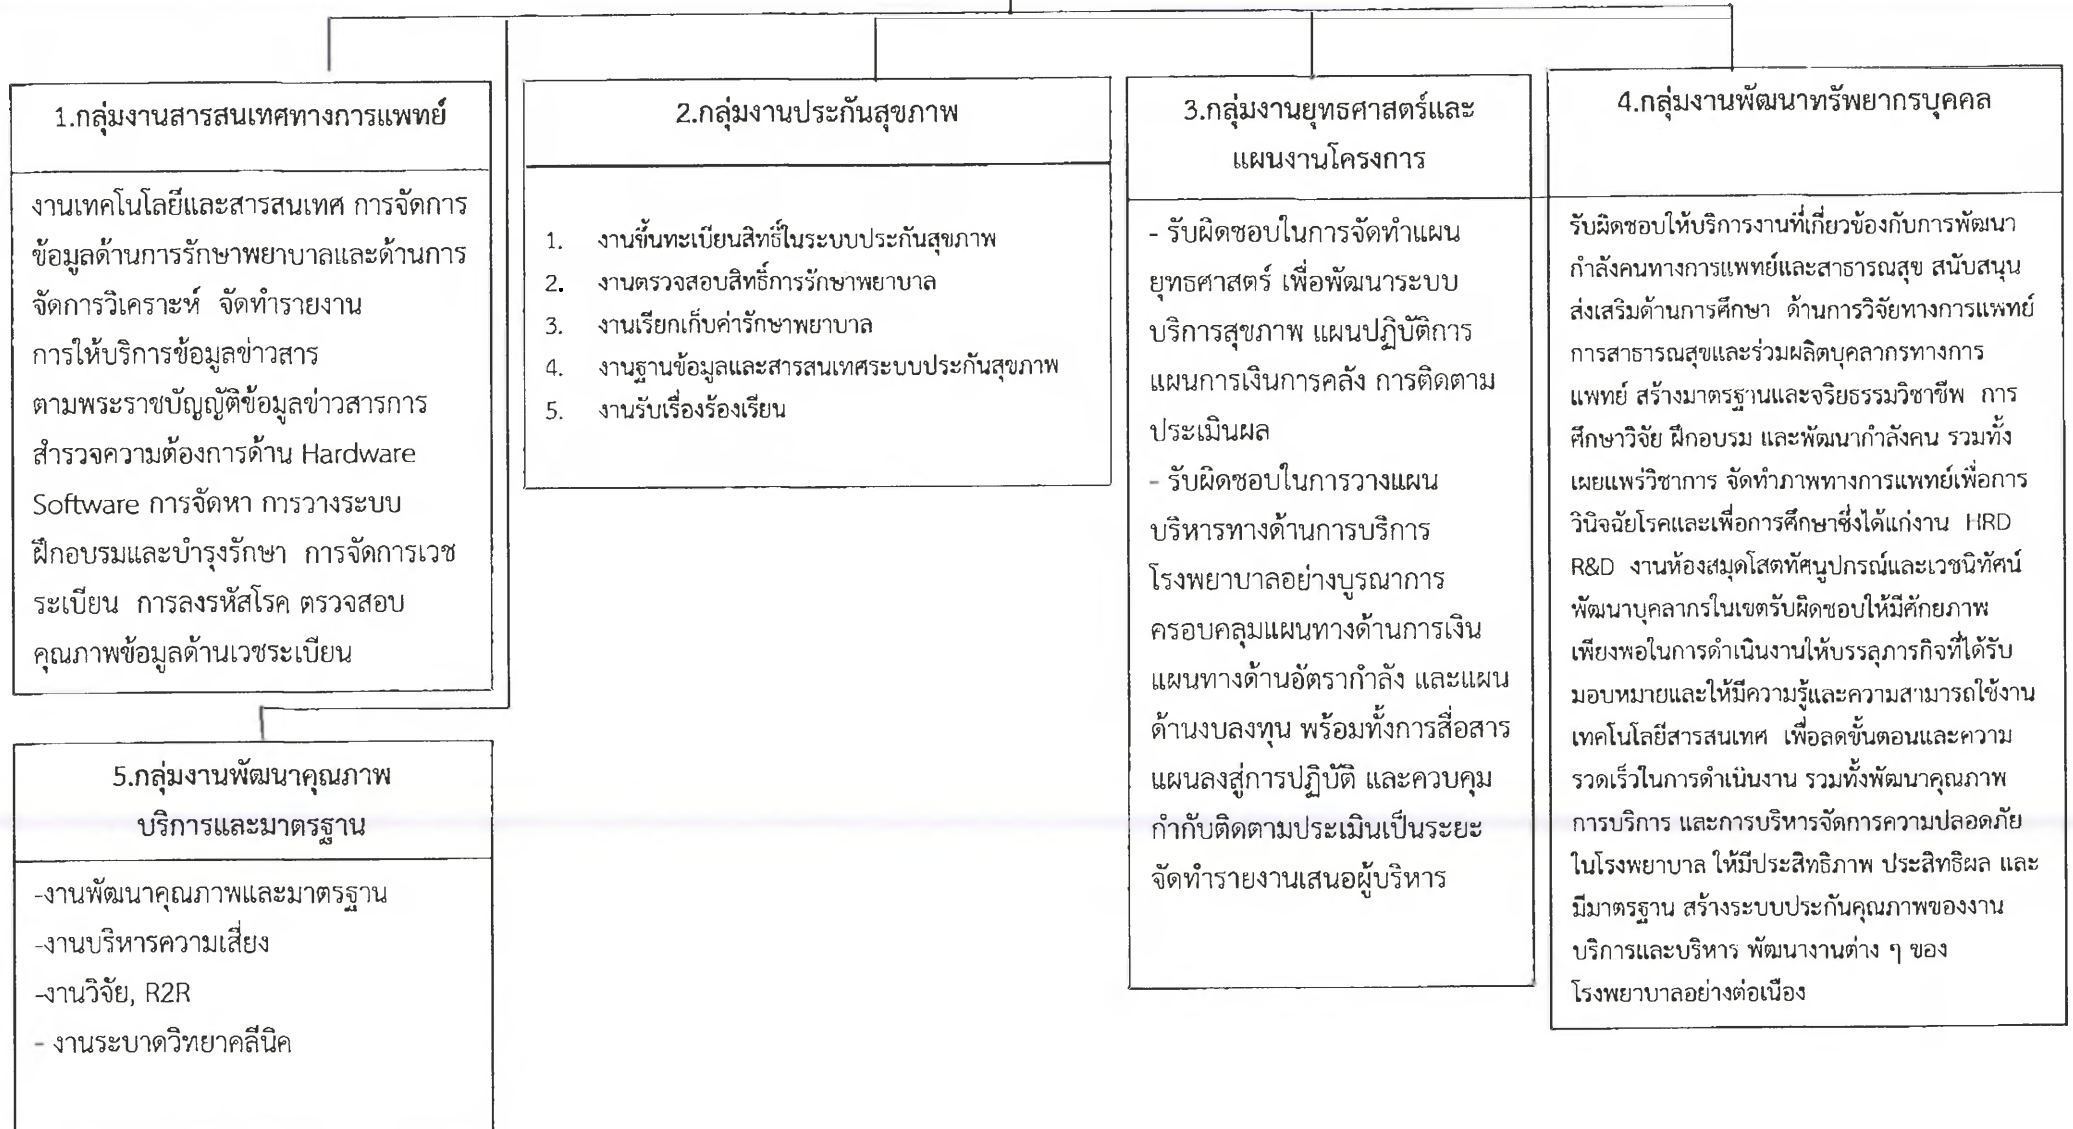 1.กลุ่มงานสารสนเทศทางการแพทย์
งานเทคโนโลยีและสารสนเทศ การจัดการ
ข้อมูลด้านการรักษาพยาบาลและด้านการ
จัดการวิเคราะห์ จัดทำรายงาน
การให้บริการข้อมูลข่าวสาร
ตามพระราชบัญญัติข้อมูลข่าวสารการ
สำรวจความต้องการด้าน Hardware
Software การจัดหา การวางระบบ
ฝึกอบรมและบำรุงรักษา การจัดการเวช
ระเบียน การลงรหัสโรค ตรวจสอบ
คุณภาพข้อมูลด้านเวชระเบียน
2.กลุ่มงานประกันสุขภาพ
1. งานขึ้นทะเบียนสิทธิ์ในระบบประกันสุขภาพ
2. งานตรวจสอบสิทธิ์การรักษาพยาบาล
3. งานเรียกเก็บค่ารักษาพยาบาล
4. งานฐานข้อมูลและสารสนเทศระบบประกันสุขภาพ
5. งานรับเรื่องร้องเรียน
3.กลุ่มงานยุทธศาสตร์และ
แผนงานโครงการ
- รับผิดชอบในการจัดทำแผน
ยุทธศาสตร์ เพื่อพัฒนาระบบ
บริการสุขภาพ แผนปฏิบัติการ
แผนการเงินการคลัง การติดตาม
ประเมินผล
- รับผิดชอบในการวางแผน
บริหารทางด้านการบริการ
โรงพยาบาลอย่างบูรณาการ
ครอบคลุมแผนทางด้านการเงิน
แผนทางด้านอัตรากำลัง และแผน
ด้านงบลงทุน พร้อมทั้งการสื่อสาร
แผนลงสู่การปฏิบัติ และควบคุม
กำกับติดตามประเมินเป็นระยะ
จัดทำรายงานเสนอผู้บริหาร
4.กลุ่มงานพัฒนาทรัพยากรบุคคล
รับผิดชอบให้บริการงานที่เกี่ยวข้องกับการพัฒนา
กำลังคนทางการแพทย์และสาธารณสุข สนับสนุน
ส่งเสริมด้านการศึกษา ด้านการวิจัยทางการแพทย์
การสาธารณสุขและร่วมผลิตบุคลากรทางการ
แพทย์ สร้างมาตรฐานและจริยธรรมวิชาชีพ การ
ศึกษาวิจัย ฝึกอบรม และพัฒนากำลังคน รวมทั้ง
เผยแพร่วิชาการ จัดทำภาพทางการแพทย์เพื่อการ
วินิจฉัยโรคและเพื่อการศึกษาซึ่งได้แก่งาน HRD
R&D งานห้องสมุดโสตทัศนูปกรณ์และเวชนิทัศน์
พัฒนาบุคลากรในเขตรับผิดชอบให้มีศักยภาพ
เพียงพอในการดำเนินงานให้บรรลุภารกิจที่ได้รับ
มอบหมายและให้มีความรู้และความสามารถใช้งาน
เทคโนโลยีสารสนเทศ เพื่อลดขั้นตอนและความ
รวดเร็วในการดำเนินงาน รวมทั้งพัฒนาคุณภาพ
การบริการ และการบริหารจัดการความปลอดภัย
ในโรงพยาบาล ให้มีประสิทธิภาพ ประสิทธิผล และ
มีมาตรฐาน สร้างระบบประกันคุณภาพของงาน
บริการและบริหาร พัฒนางานต่าง ๆ ของ
โรงพยาบาลอย่างต่อเนื่อง
5.กลุ่มงานพัฒนาคุณภาพ
บริการและมาตรฐาน
-งานพัฒนาคุณภาพและมาตรฐาน
-งานบริหารความเสี่ยง
-งานวิจัย, R2R
- งานระบาดวิทยาคลีนิค